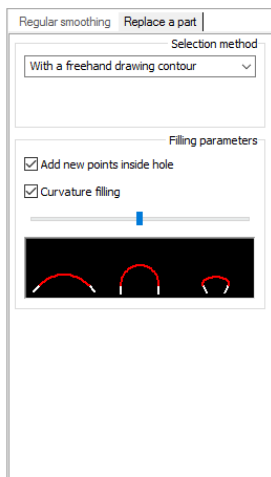 Regular smoothing Replace a part
Selection method
With a freehand drawing contour
Filling parameters
Add new points inside hole
Curvature filling